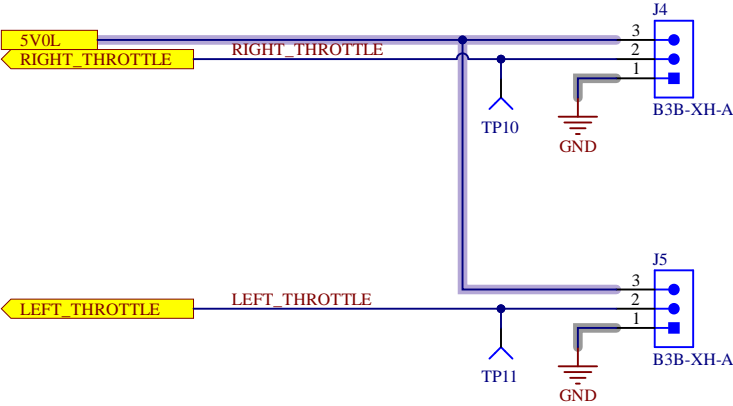 J4
5V0L
3
RIGHT_THROTTLE
RIGHT_THROTTLE
2
1
B3B-XH-A
TP10
GND
J5
3
LEFT_THROTTLE
LEFT_THROTTLE
2
1
B3B-XH-A
TP11
GND